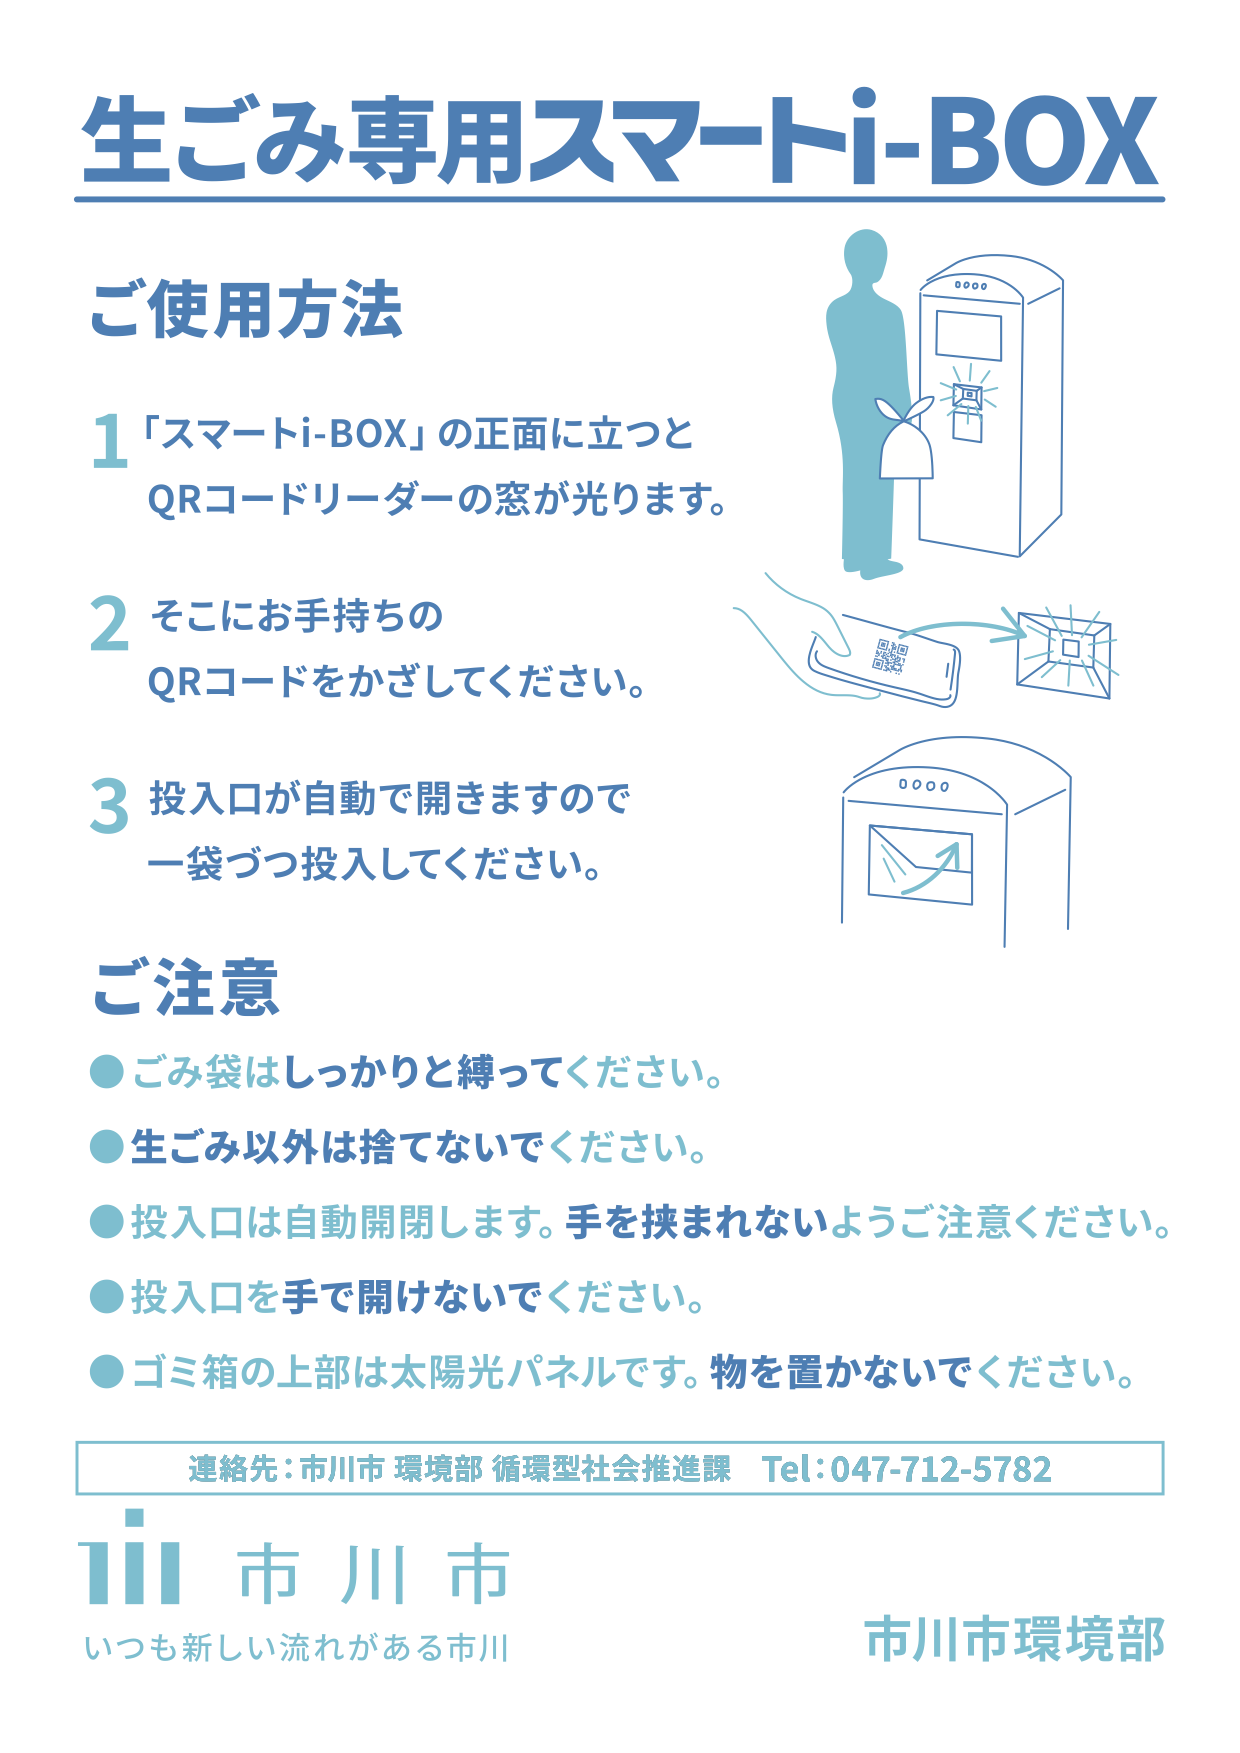 生ごみ専用スマートi-BOX
ご使用方法
1 「スマートi-BOX」の正面に立つと
QRコードリーダーの窓が光ります。
2 そこにお手持ちの
QRコードをかざしてください。
3 投入口が自動で開きますので
一袋づつ投入してください。
ご注意
●ごみ袋はしっかりと縛ってください。
●生ごみ以外は捨てないでください。
●投入口は自動開閉します。手を挟まれないようご注意ください。
●投入口を手で開けないでください。
●ゴミ箱の上部は太陽光パネルです。物を置かないでください。
連絡先：市川市 環境部 循環型社会推進課　Tel：047-712-5782
市川市
いつも新しい流れがある市川
市川市環境部